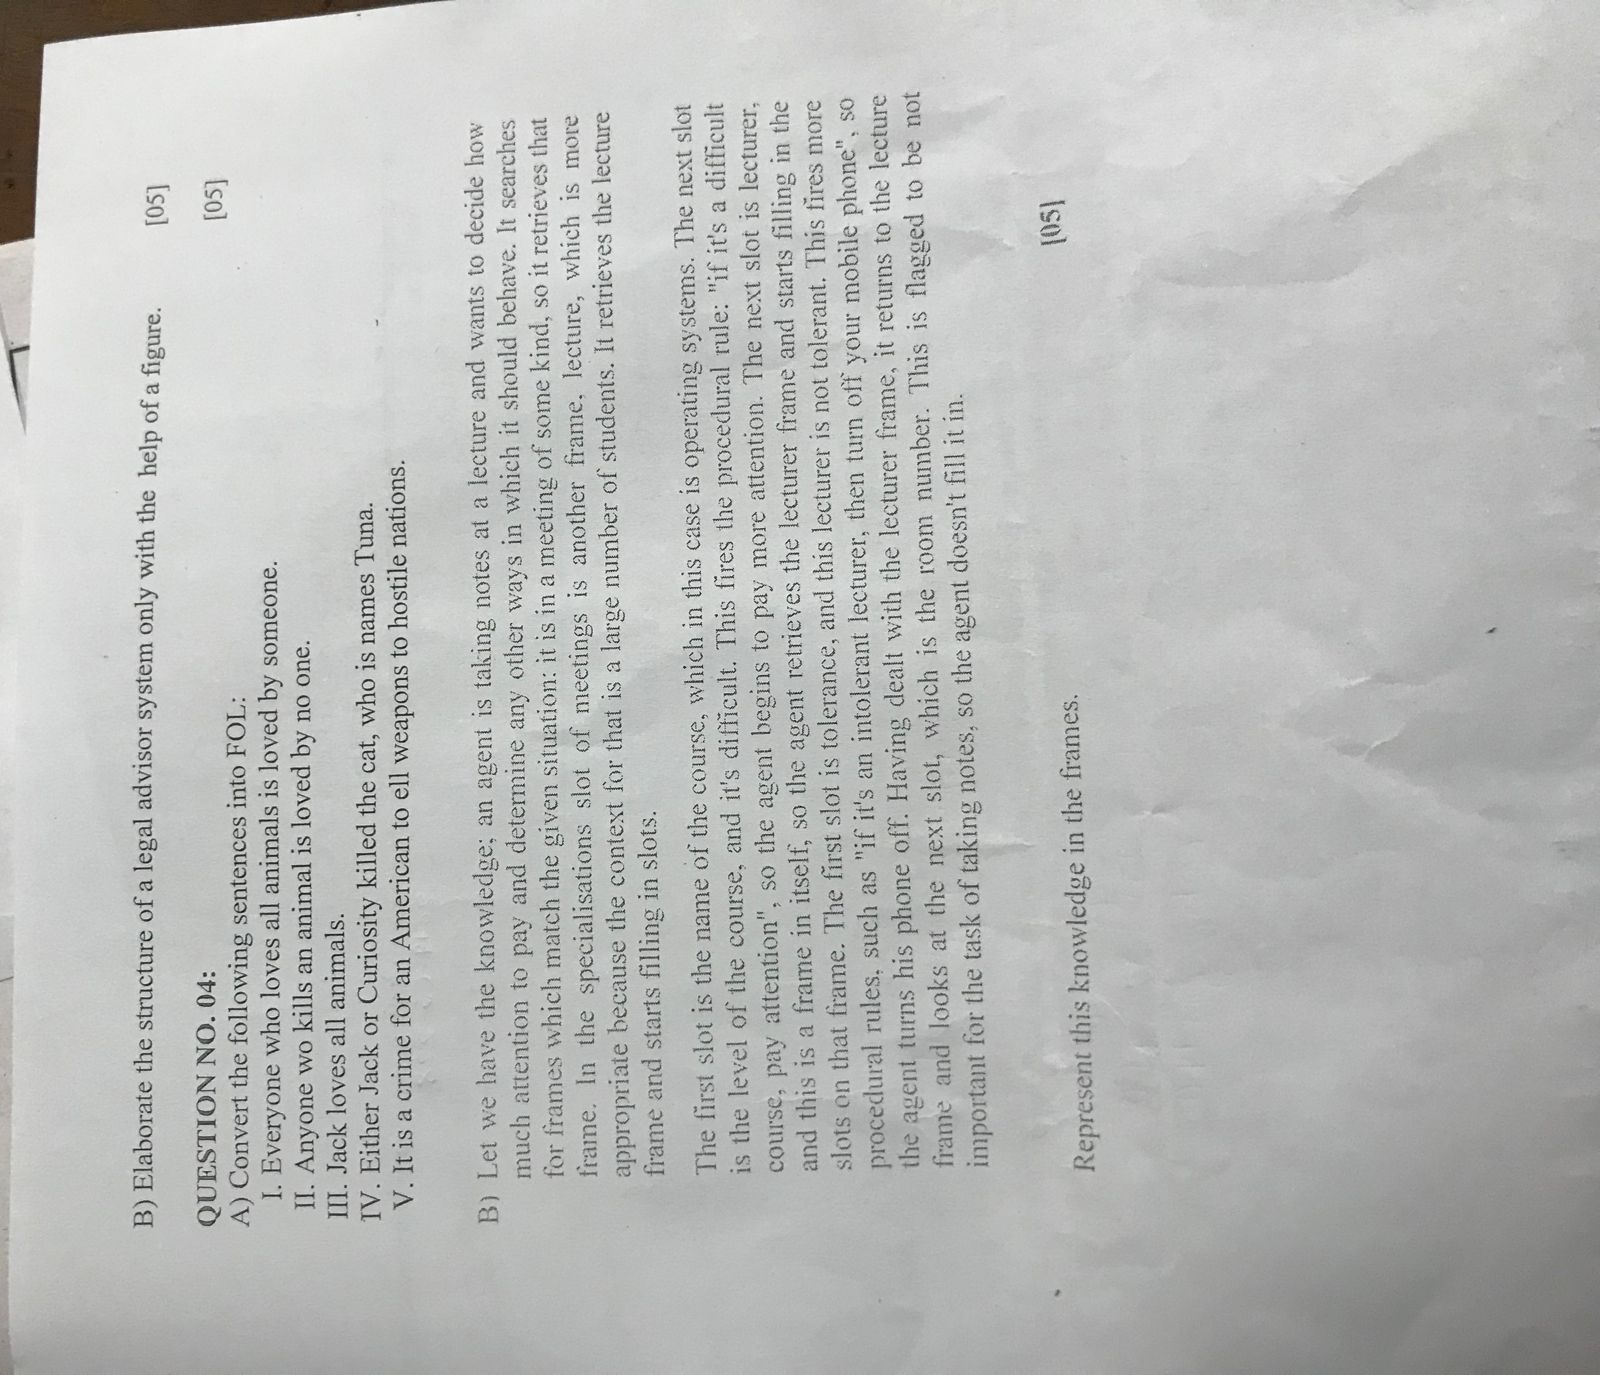 B) Elaborate the structure of a legal advisor system only with the help of a figure. [05]
QUESTION NO. 04: [05]
A) Convert the following sentences into FOL:
I. Everyone who loves all animals is loved by someone.
II. Anyone wo kills an animal is loved by no one.
III. Jack loves all animals.
IV. Either Jack or Curiosity killed the cat, who is names Tuna.
V. It is a crime for an American to ell weapons to hostile nations.
B) Let we have the knowledge; an agent is taking notes at a lecture and wants to decide how
much attention to pay and determine any other ways in which it should behave. It searches
for frames which match the given situation: it is in a meeting of some kind, so it retrieves that
frame. In the specialisations slot of meetings is another frame, lecture, which is more
appropriate because the context for that is a large number of students. It retrieves the lecture
frame and starts filling in slots.
The first slot is the name of the course, which in this case is operating systems. The next slot
is the level of the course, and it's difficult. This fires the procedural rule: "if it's a difficult
course, pay attention", so the agent begins to pay more attention. The next slot is lecturer,
and this is a frame in itself, so the agent retrieves the lecturer frame and starts filling in the
slots on that frame. The first slot is tolerance, and this lecturer is not tolerant. This fires more
procedural rules, such as "if it's an intolerant lecturer, then turn off your mobile phone", so
the agent turns his phone off. Having dealt with the lecturer frame, it returns to the lecture
frame and looks at the next slot, which is the room number. This is flagged to be not
important for the task of taking notes, so the agent doesn't fill it in.
Represent this knowledge in the frames. [05]